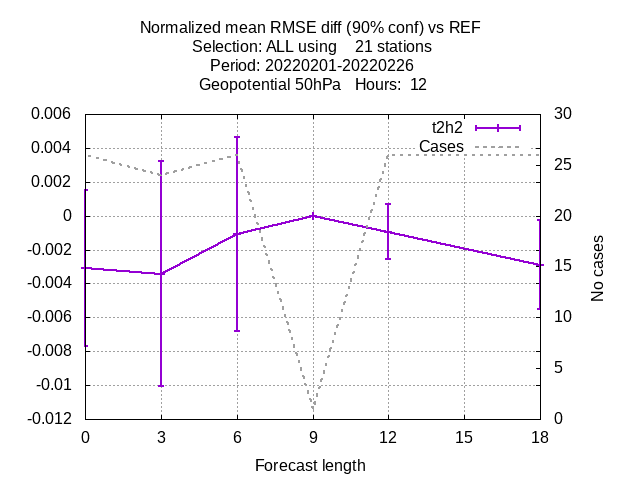 Normalized mean RMSE diff (90% conf) vs REF
Selection: ALL using    21 stations
Period: 20220201-20220226
Geopotential 50hPa   Hours:  12
0.006
0.004
0.002
0
-0.002
-0.004
-0.006
-0.008
-0.01
-0.012
t2h2
Cases
30
25
20
15
10
5
0
No cases
0 3 6 9 12 15 18
Forecast length